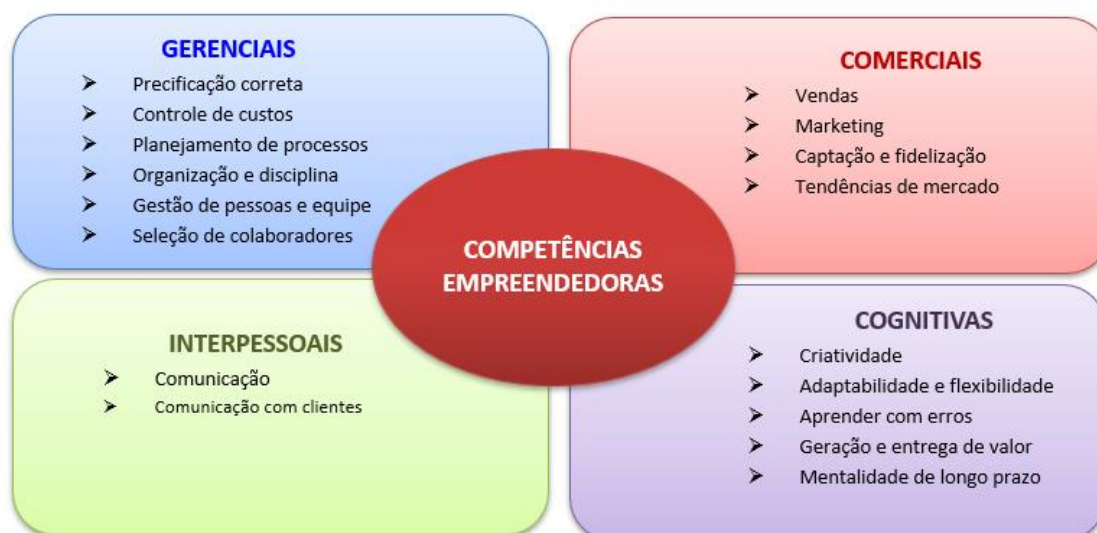 GERENCIAIS
➤ Precificação correta
➤ Controle de custos
➤ Planejamento de processos
➤ Organização e disciplina
➤ Gestão de pessoas e equipe
➤ Seleção de colaboradores
COMERCIAIS
➤ Vendas
➤ Marketing
➤ Captação e fidelização
➤ Tendências de mercado
COMPETÊNCIAS
EMPREENDEDORAS
INTERPESSOAIS
➤ Comunicação
➤ Comunicação com clientes
COGNITIVAS
➤ Criatividade
➤ Adaptabilidade e flexibilidade
➤ Aprender com erros
➤ Geração e entrega de valor
➤ Mentalidade de longo prazo